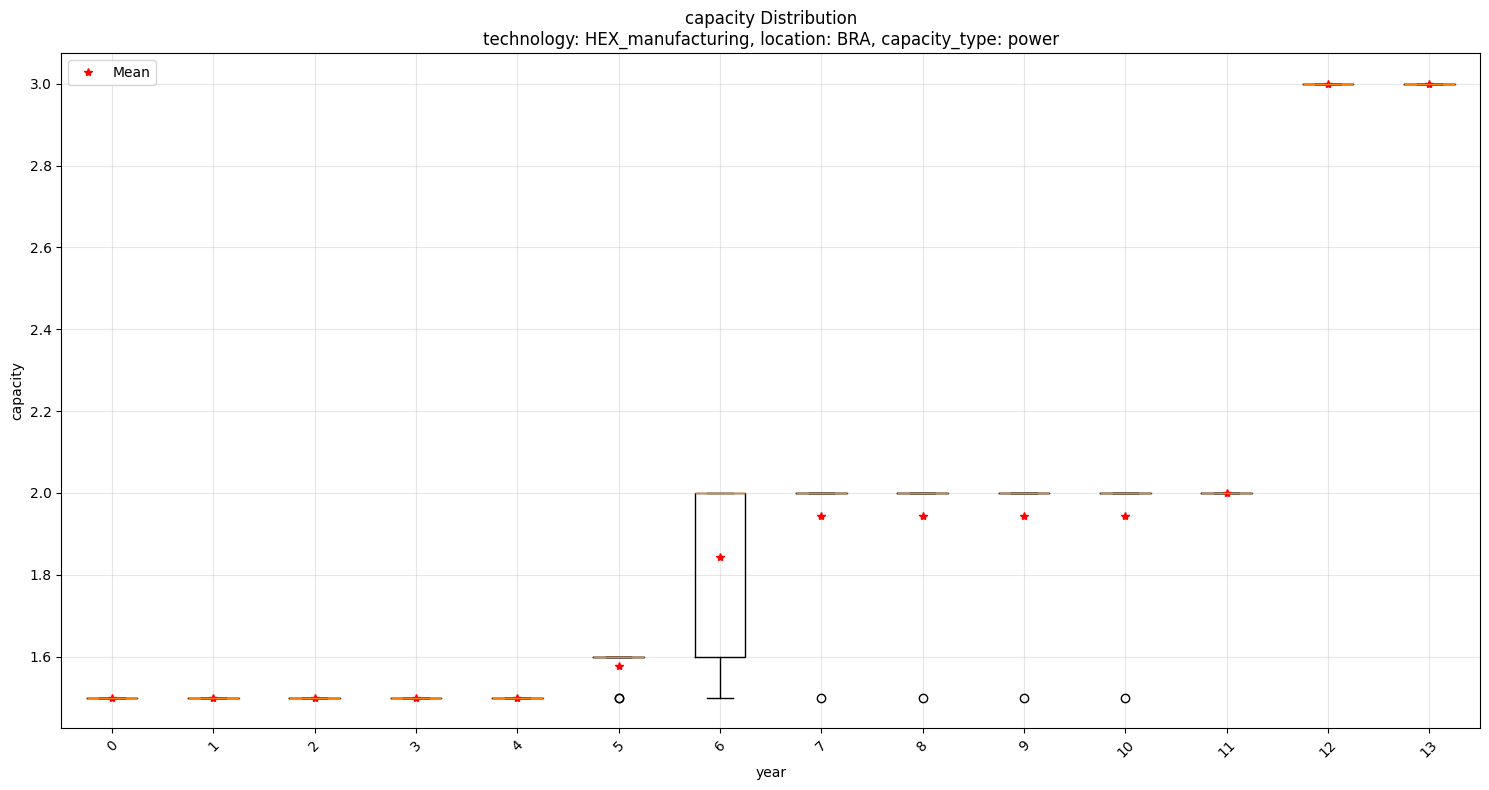 capacity Distribution
technology: HEX_manufacturing, location: BRA, capacity_type: power
Mean
3.0
2.8
2.6
2.4
2.2
2.0
1.8
1.6
capacity
0 1 2 3 4 5 6 7 8 9 10 11 12 13
year